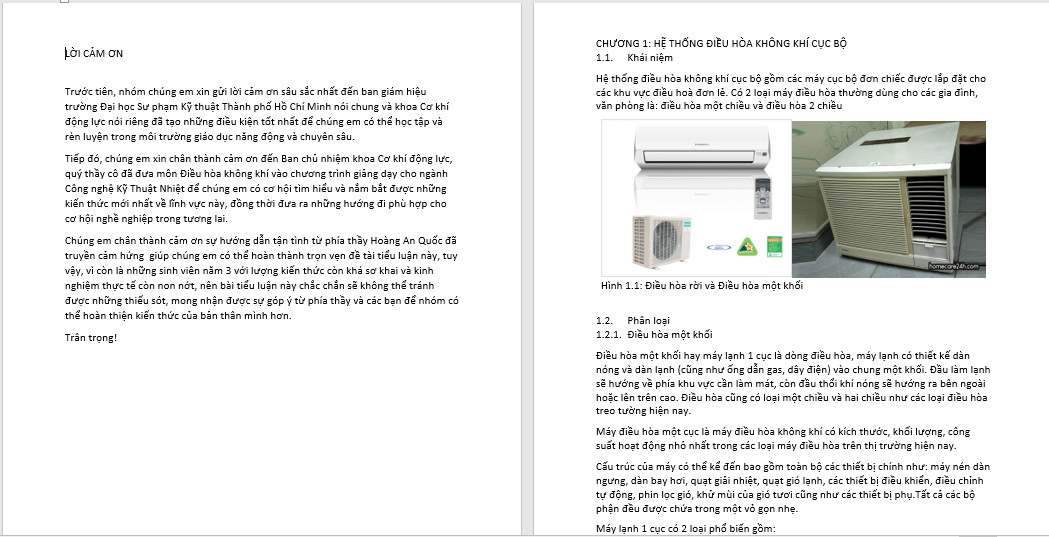 LỜI CẢM ƠN
Trước tiên, nhóm chúng em xin gửi lời cảm ơn sâu sắc nhất đến ban giám hiệu
trường Đại học Sư phạm Kỹ thuật Thành phố Hồ Chí Minh nói chung và khoa Cơ khí
động lực nói riêng đã tạo những điều kiện tốt nhất để chúng em có thể học tập và
rèn luyện trong môi trường giáo dục năng động và chuyên sâu.
Tiếp đó, chúng em xin chân thành cảm ơn đến Ban chủ nhiệm khoa Cơ khí động lực,
quý thầy cô đã đưa môn Điều hòa không khí vào chương trình giảng dạy cho ngành
Công nghệ Kỹ Thuật Nhiệt để chúng em có cơ hội tìm hiểu và nắm bắt được những
kiến thức mới nhất về lĩnh vực này, đồng thời đưa ra những hướng đi phù hợp cho
cơ hội nghề nghiệp trong tương lai.
Chúng em chân thành cảm ơn sự hướng dẫn tận tình từ phía thầy Hoàng An Quốc đã
truyền cảm hứng giúp chúng em có thể hoàn thành trọn vẹn đề tài tiểu luận này, tuy
vậy, vì còn là những sinh viên năm 3 với lượng kiến thức còn khá sơ khai và kinh
nghiệm thực tế còn non nớt, nên bài tiểu luận này chắc chắn sẽ không thể tránh
được những thiếu sót, mong nhận được sự góp ý từ phía thầy và các bạn để nhóm có
thể hoàn thiện kiến thức của bản thân mình hơn.
Trân trọng!
CHƯƠNG 1: HỆ THỐNG ĐIỀU HÒA KHÔNG KHÍ CỤC BỘ
1.1. Khái niệm
Hệ thống điều hòa không khí cục bộ gồm các máy cục bộ đơn chiếc được lắp đặt cho
các khu vực điều hoà đơn lẻ. Có 2 loại máy điều hòa thường dùng cho các gia đình,
văn phòng là: điều hòa một chiều và điều hòa 2 chiều
homecare24h.com
Hình 1.1: Điều hòa rời và Điều hòa một khối
1.2. Phân loại
1.2.1. Điều hòa một khối
Điều hòa một khối hay máy lạnh 1 cục là dòng điều hòa, máy lạnh có thiết kế dàn
nóng và dàn lạnh (cũng như ống dẫn gas, dây điện) vào chung một khối. Đầu làm lạnh
sẽ hướng về phía khu vực cần làm mát, còn đầu thổi khí nóng sẽ hướng ra bên ngoài
hoặc lên trên cao. Điều hòa cũng có loại một chiều và hai chiều như các loại điều hòa
treo tường hiện nay.
Máy điều hòa một cục là máy điều hòa không khí có kích thước, khối lượng, công
suất hoạt động nhỏ nhất trong các loại máy điều hòa trên thị trường hiện nay.
Cấu trúc của máy có thể kể đến bao gồm toàn bộ các thiết bị chính như: máy nén dàn
ngưng, dàn bay hơi, quạt giải nhiệt, quạt gió lạnh, các thiết bị điều khiển, điều chỉnh
tự động, phin lọc gió, khử mùi của gió tươi cũng như các thiết bị phụ.Tất cả các bộ
phận đều được chứa trong một vỏ gọn nhẹ.
Máy lạnh 1 cục có 2 loại phổ biến gồm: